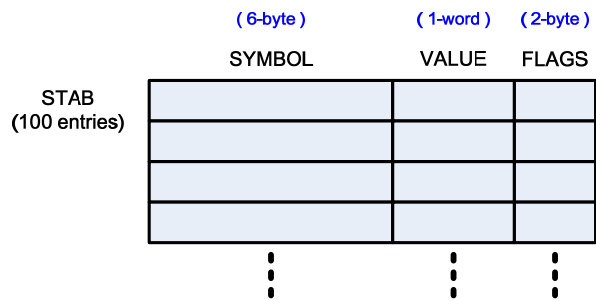 ( 6-byte ) ( 1-word ) ( 2-byte )
SYMBOL VALUE FLAGS
STAB
(100 entries)